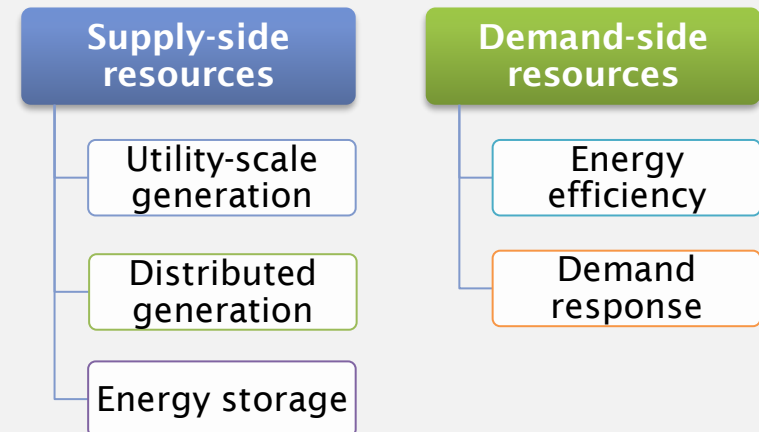 Supply-side
resources
Utility-scale
generation
Distributed
generation
Energy storage
Demand-side
resources
Energy
efficiency
Demand
response